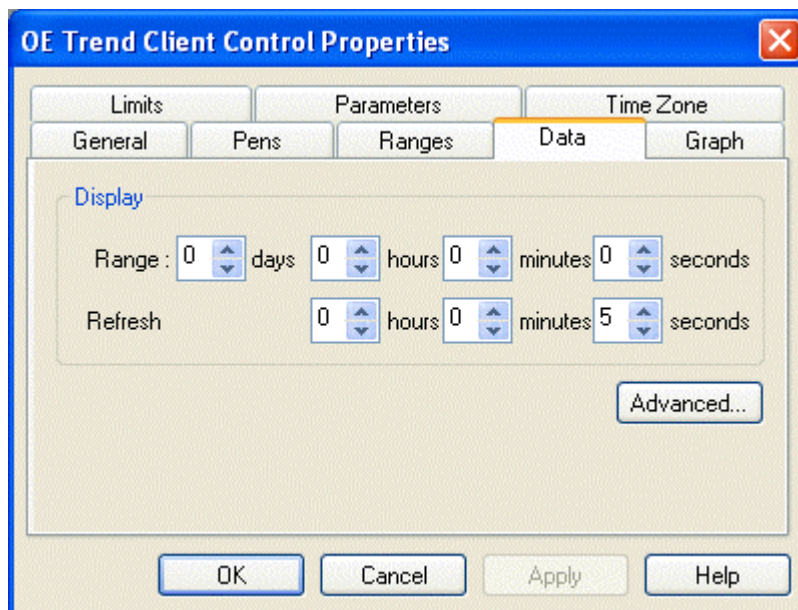 OE Trend Client Control Properties
Limits Parameters Time Zone
General Pens Ranges Data Graph
Display
Range : 0 days 0 hours 0 minutes 0 seconds
Refresh 0 hours 0 minutes 5 seconds
Advanced...
OK Cancel Apply Help